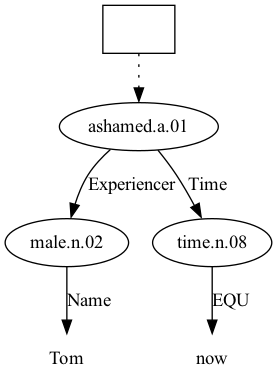 ashamed.a.01
Experiencer Time
male.n.02 time.n.08
Name EQU
Tom now